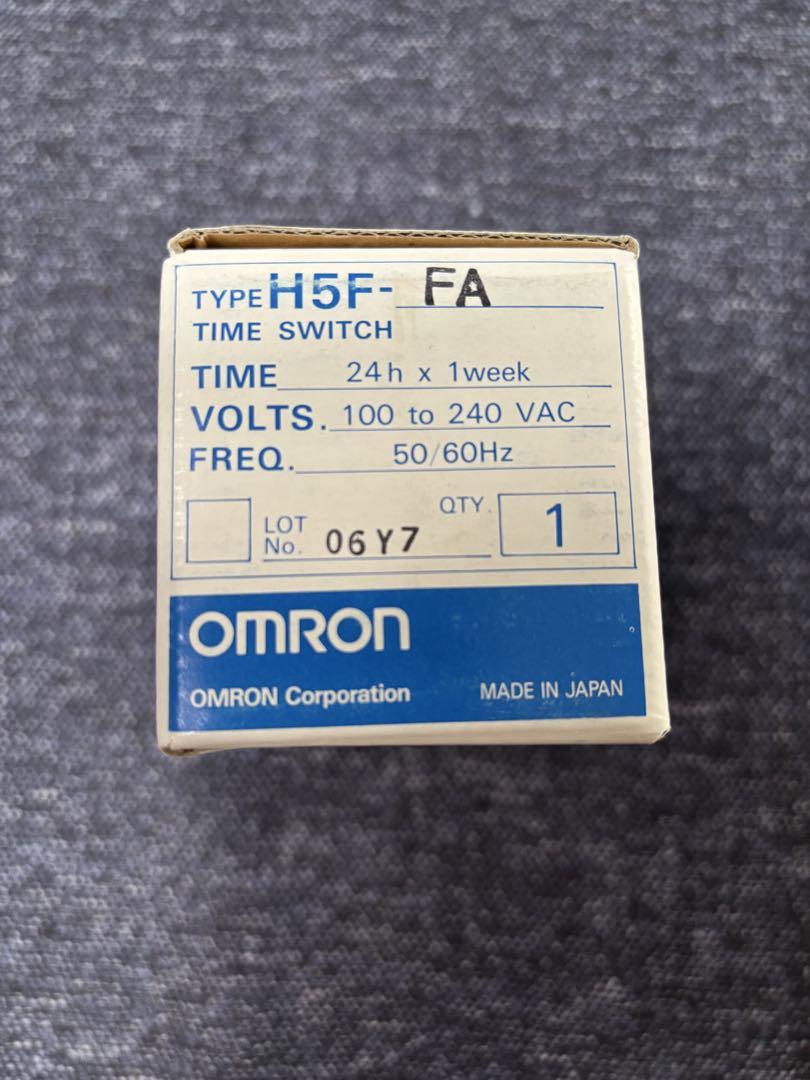 TYPE H5F- FA
TIME SWITCH
TIME 24h x 1week
VOLTS. 100 to 240 VAC
FREQ. 50/60Hz
QTY. 1
LOT No. 06Y7
OMRON
OMRON Corporation MADE IN JAPAN